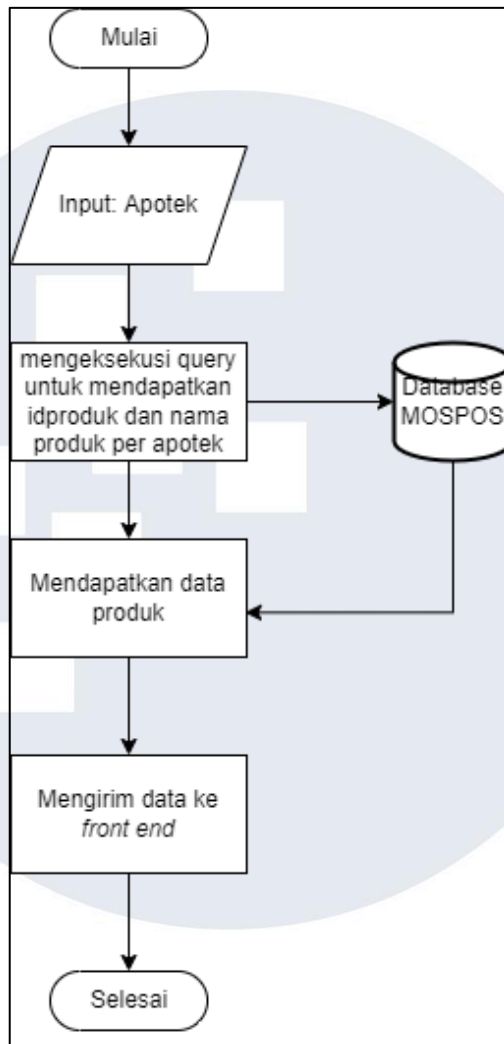 Mulai
Input: Apotek
mengeksekusi query
untuk mendapatkan
idproduk dan nama
produk per apotek
Database
MOSPOS
Mendapatkan data
produk
Mengirim data ke
front end
Selesai